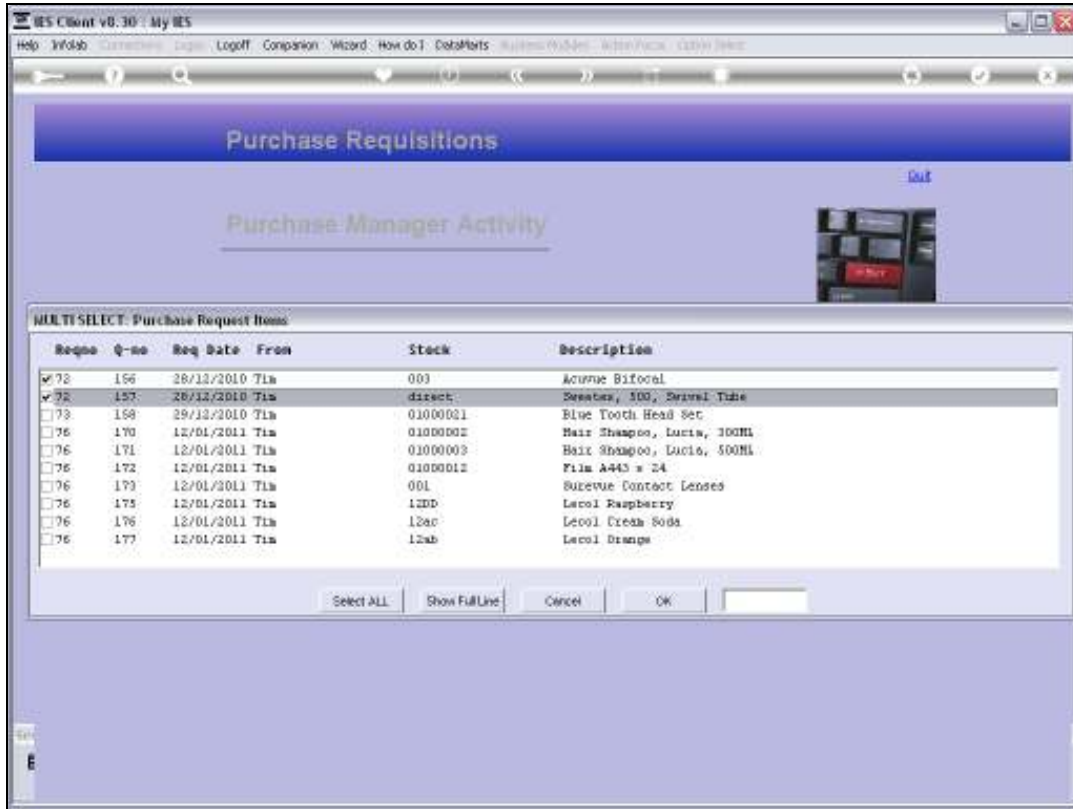 IES Client v8.30 : My IES
Help Infolab Logoff Companion Wizard How do I DataMarts
Purchase Requisitions
Quit
Purchase Manager Activity
MULTI SELECT: Purchase Request Items
Reqno Q-no Req Date From Stock Description
72 156 28/12/2010 Tim 003 Acuvue Bifocal
72 157 28/12/2010 Tim direct Sweetex, 500, Swivel Tube
73 158 29/12/2010 Tim 01000021 Blue Tooth Head Set
76 170 12/01/2011 Tim 01000002 Hair Shampoo, Lucia, 300ML
76 171 12/01/2011 Tim 01000003 Hair Shampoo, Lucia, 500ML
76 172 12/01/2011 Tim 01000012 Film A443 x 24
76 173 12/01/2011 Tim 001 Surevue Contact Lenses
76 175 12/01/2011 Tim 12DD Lecol Raspberry
76 176 12/01/2011 Tim 12ac Lecol Cream Soda
76 177 12/01/2011 Tim 12ab Lecol Orange
Select ALL Show Full Line Cancel OK